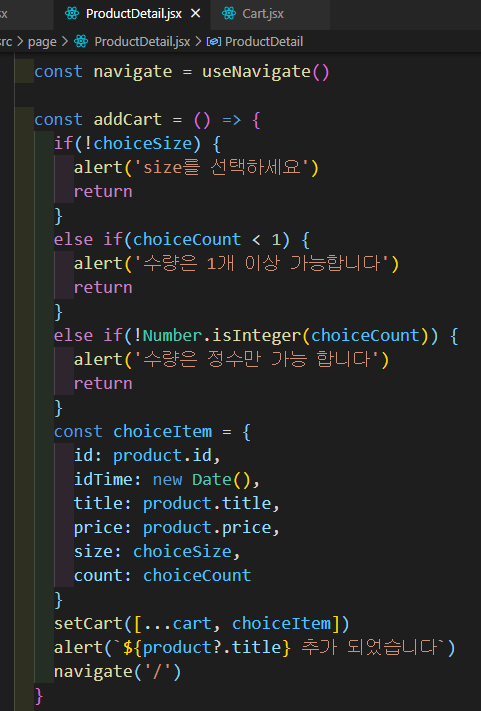 sx
ProductDetail.jsx
Cart.jsx
src > page > ProductDetail.jsx > ProductDetail
const navigate = useNavigate()
const addCart = () => {
if(!choiceSize) {
alert('size를 선택하세요')
return
}
else if(choiceCount < 1) {
alert('수량은 1개 이상 가능합니다')
return
}
else if(!Number.isInteger(choiceCount)) {
alert('수량은 정수만 가능 합니다')
return
}
const choiceItem = {
id: product.id,
idTime: new Date(),
title: product.title,
price: product.price,
size: choiceSize,
count: choiceCount
}
setCart([...cart, choiceItem])
alert(`${product?.title} 추가 되었습니다`)
navigate('/')
}